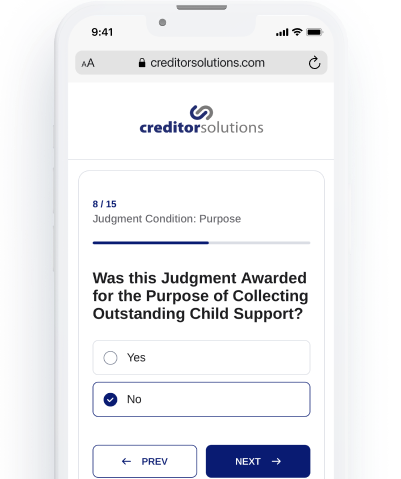 9:41
AA creditorsolutions.com
creditorsolutions
8 / 15
Judgment Condition: Purpose
Was this Judgment Awarded
for the Purpose of Collecting
Outstanding Child Support?
Yes
No
← PREV NEXT →